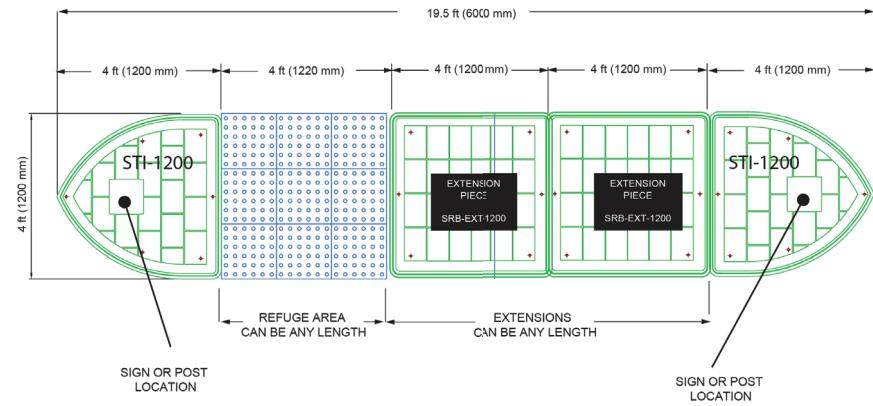 19.5 ft (6000 mm)
4 ft (1200 mm)
4 ft (1220 mm)
4 ft (1200 mm)
4 ft (1200 mm)
4 ft (1200 mm)
4 ft (1200 mm)
STI-1200
EXTENSION
PIECE
SRB-EXT-1200
EXTENSION
PIECE
SRB-EXT-1200
STI-1200
REFUGE AREA
CAN BE ANY LENGTH
EXTENSIONS
CAN BE ANY LENGTH
SIGN OR POST
LOCATION
SIGN OR POST
LOCATION